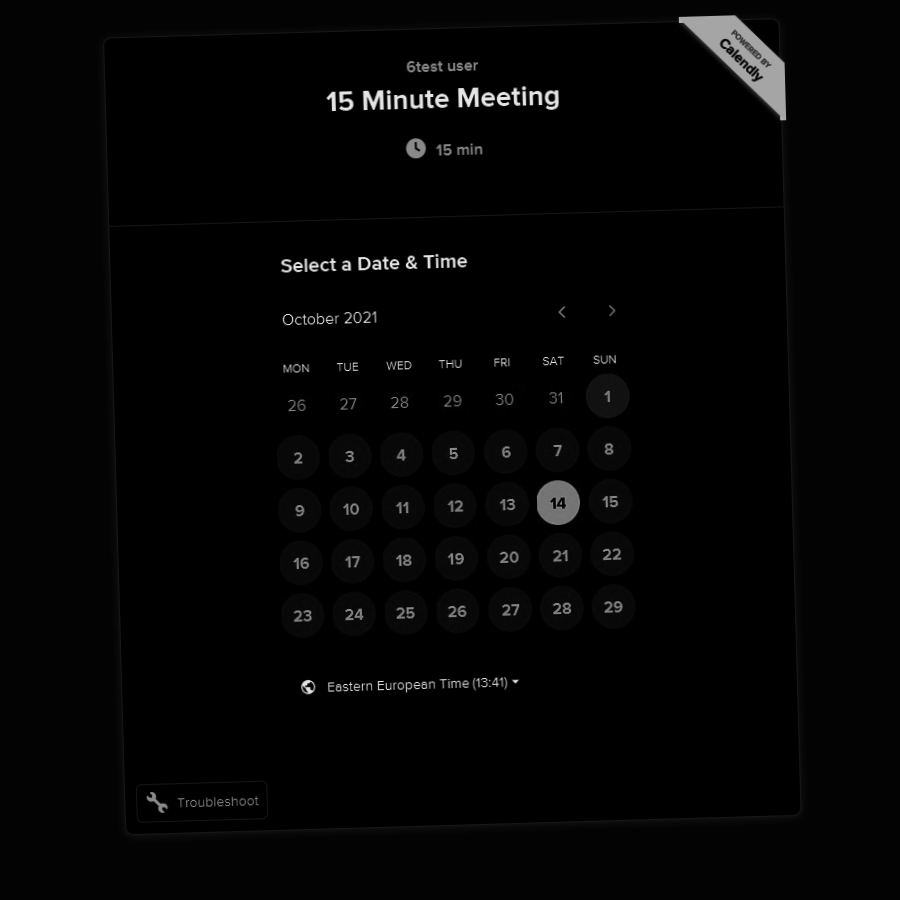 POWERED BY
Calendly
6test user
15 Minute Meeting
15 min
Select a Date & Time
October 2021
MON TUE WED THU FRI SAT SUN
26 27 28 29 30 31 1
2 3 4 5 6 7 8
9 10 11 12 13 14 15
16 17 18 19 20 21 22
23 24 25 26 27 28 29
Eastern European Time (13:41)
Troubleshoot